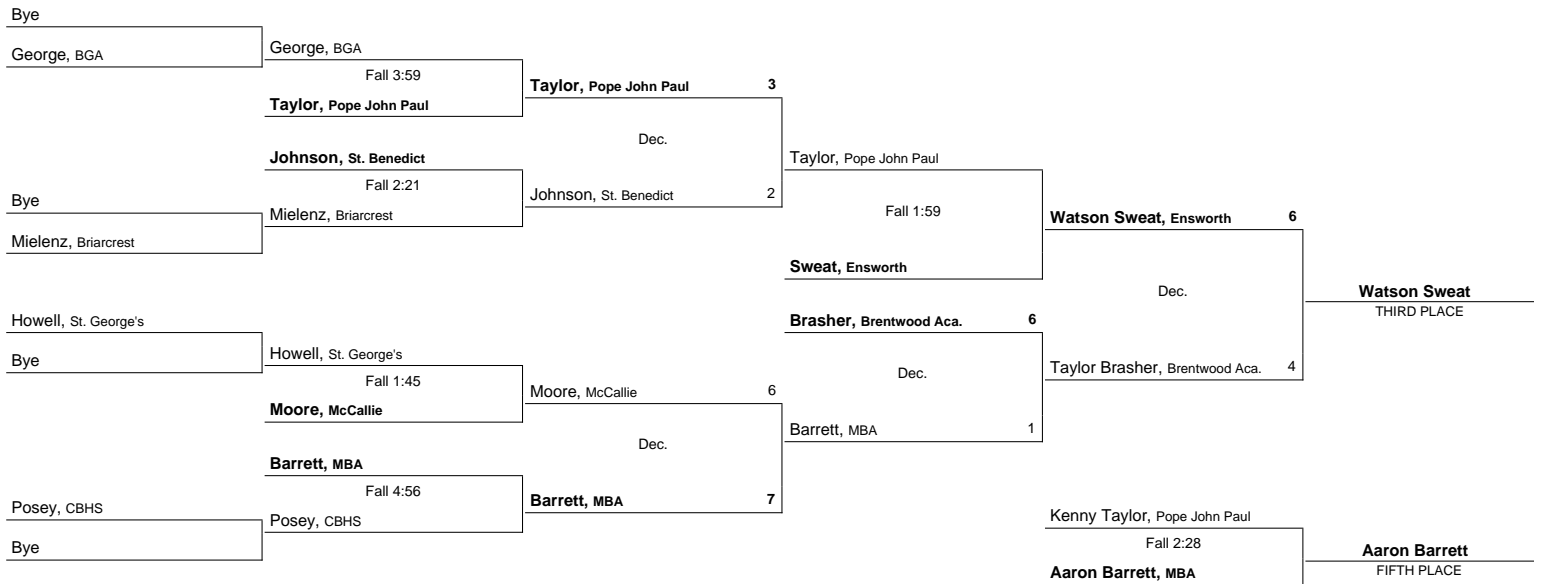 Bye
George, BGA
George, BGA
Fall 3:59
Taylor, Pope John Paul
Taylor, Pope John Paul 3
Dec.
Johnson, St. Benedict
Fall 2:21
Mielenz, Briarcrest
Johnson, St. Benedict 2
Bye
Mielenz, Briarcrest
Taylor, Pope John Paul
Fall 1:59
Sweat, Ensworth
Watson Sweat, Ensworth 6
Dec.
Watson Sweat
THIRD PLACE
Howell, St. George's
Bye
Howell, St. George's
Fall 1:45
Moore, McCallie
Moore, McCallie 6
Dec.
Barrett, MBA
Fall 4:56
Posey, CBHS
Barrett, MBA 7
Posey, CBHS
Bye
Brasher, Brentwood Aca. 6
Dec.
Barrett, MBA 1
Taylor Brasher, Brentwood Aca. 4
Kenny Taylor, Pope John Paul
Fall 2:28
Aaron Barrett, MBA
Aaron Barrett
FIFTH PLACE